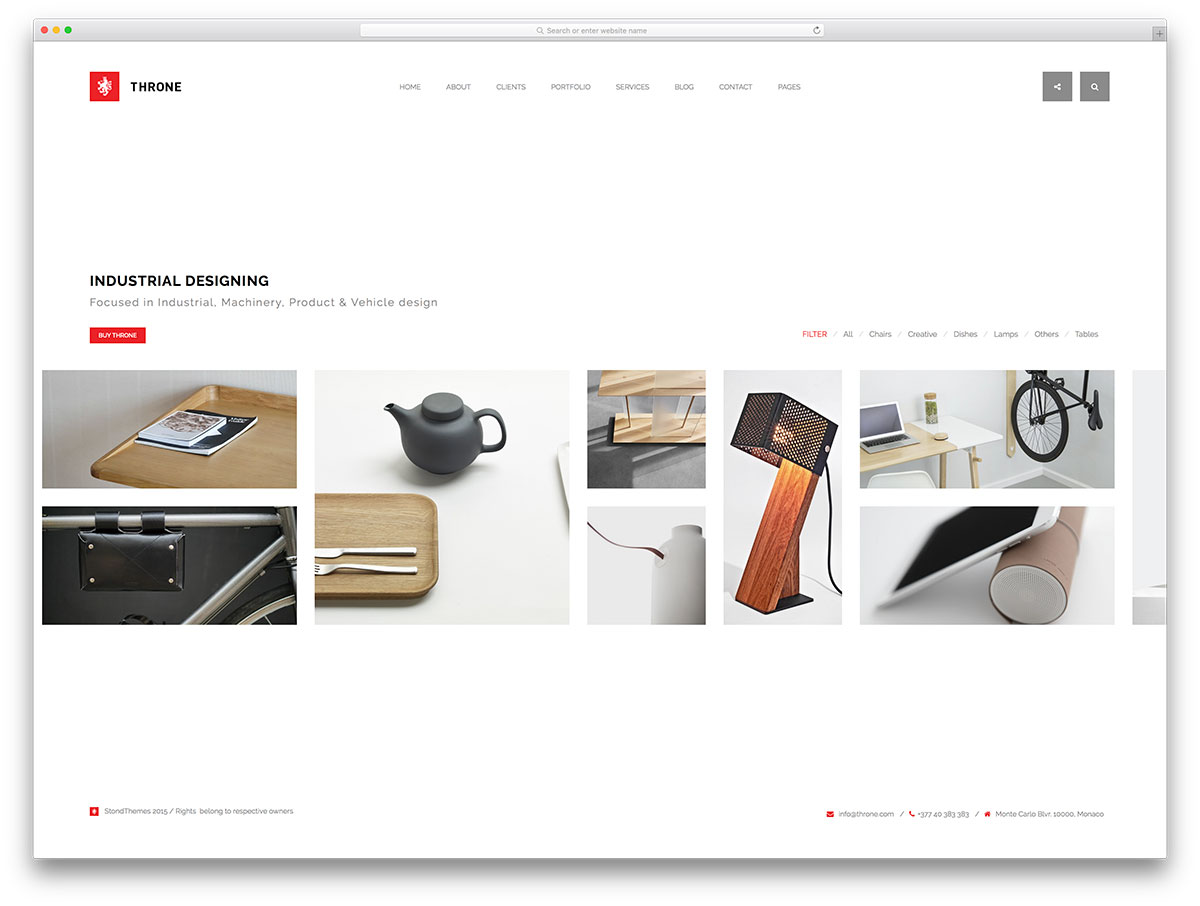 Search or enter website name
THRONE
HOME ABOUT CLIENTS PORTFOLIO SERVICES BLOG CONTACT PAGES
INDUSTRIAL DESIGNING
Focused in Industrial, Machinery, Product & Vehicle design
BUY THRONE
FILTER / All / Chairs / Creative / Dishes / Lamps / Others / Tables
StondThemes 2015 / Rights belong to respective owners
info@throne.com / +377 40 383 383 / Monte Carlo Blvr. 10000, Monaco